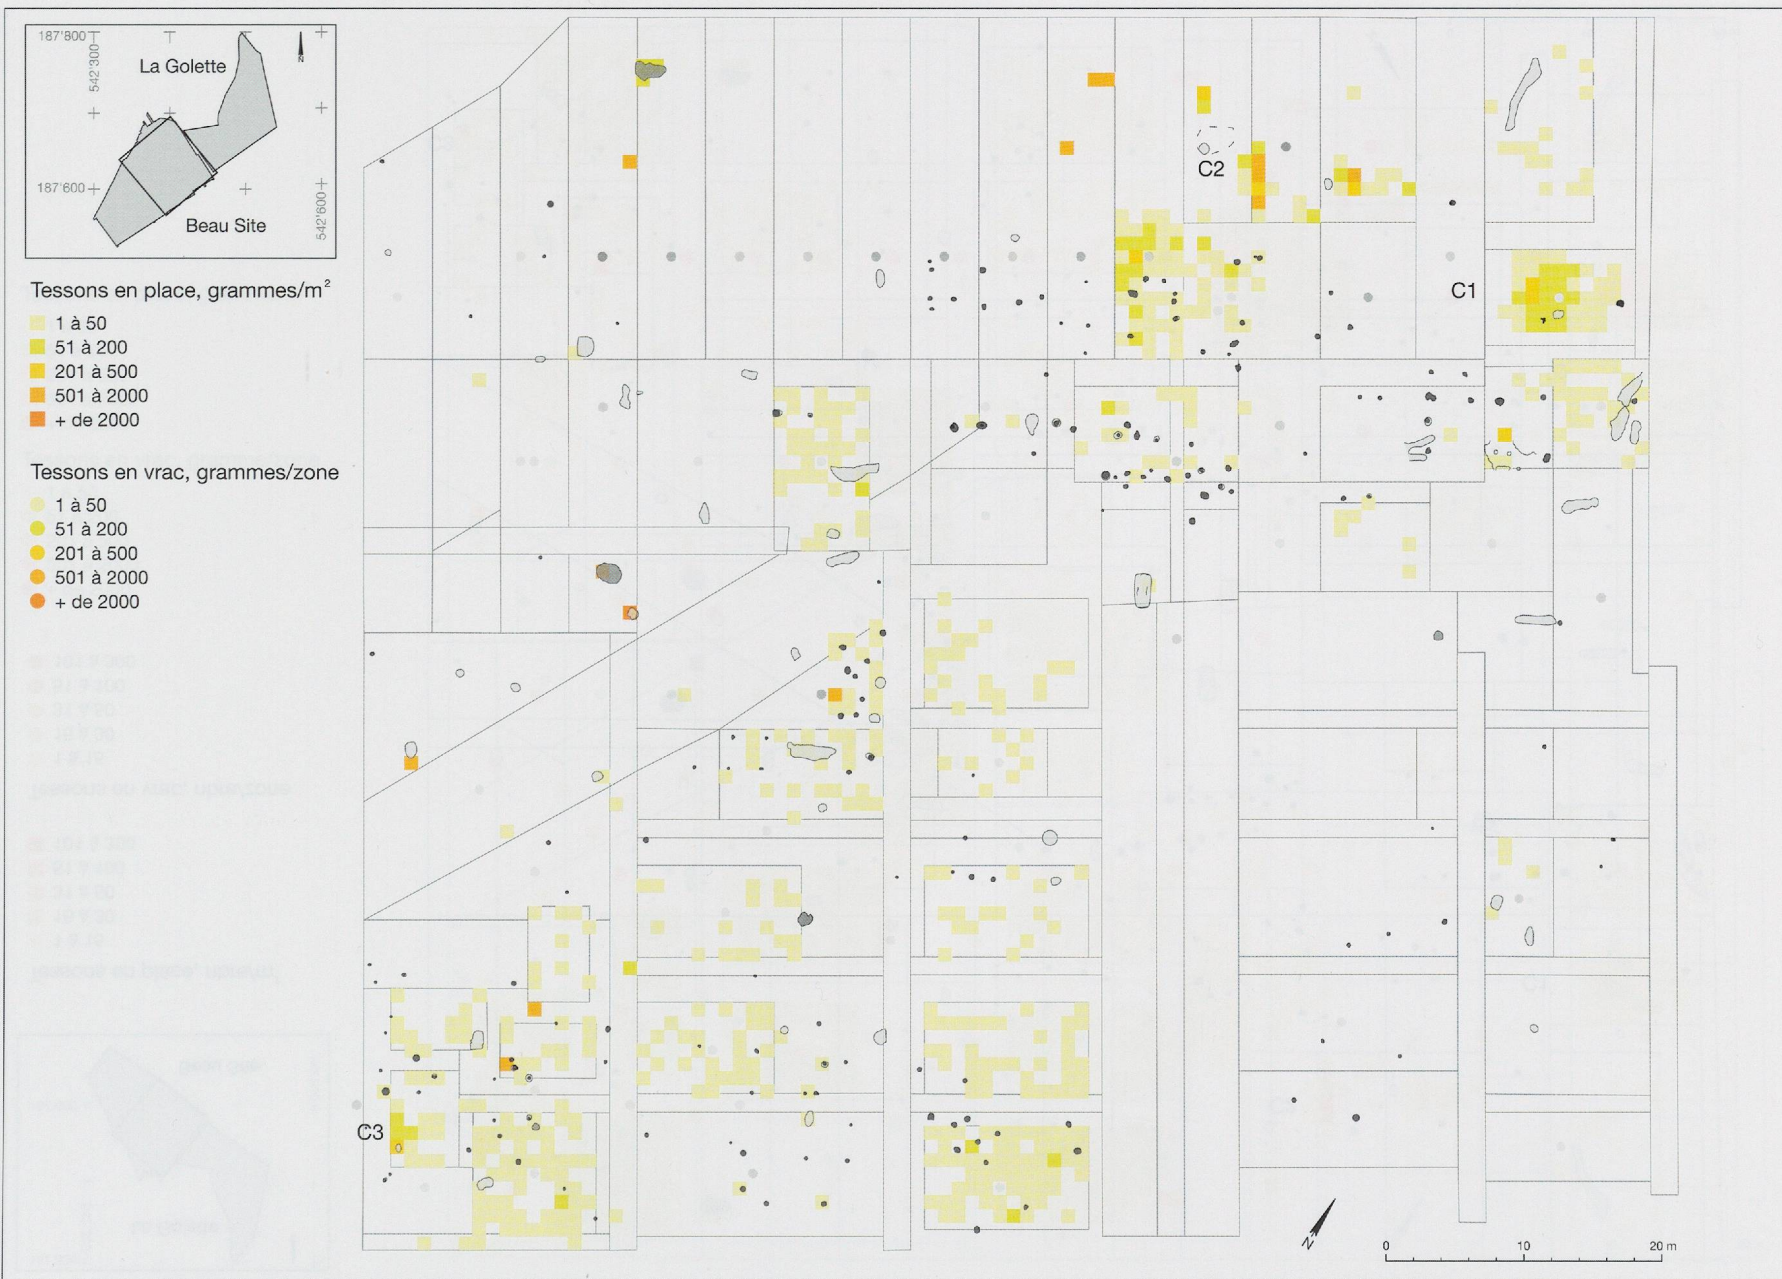 187'800
542'300
La Golette
N
187'600
Beau Site
542'600
Tessons en place, grammes/m²
1 à 50
51 à 200
201 à 500
501 à 2000
+ de 2000
Tessons en vrac, grammes/zone
1 à 50
51 à 200
201 à 500
501 à 2000
+ de 2000
C2
C1
C3
N
0 10 20 m